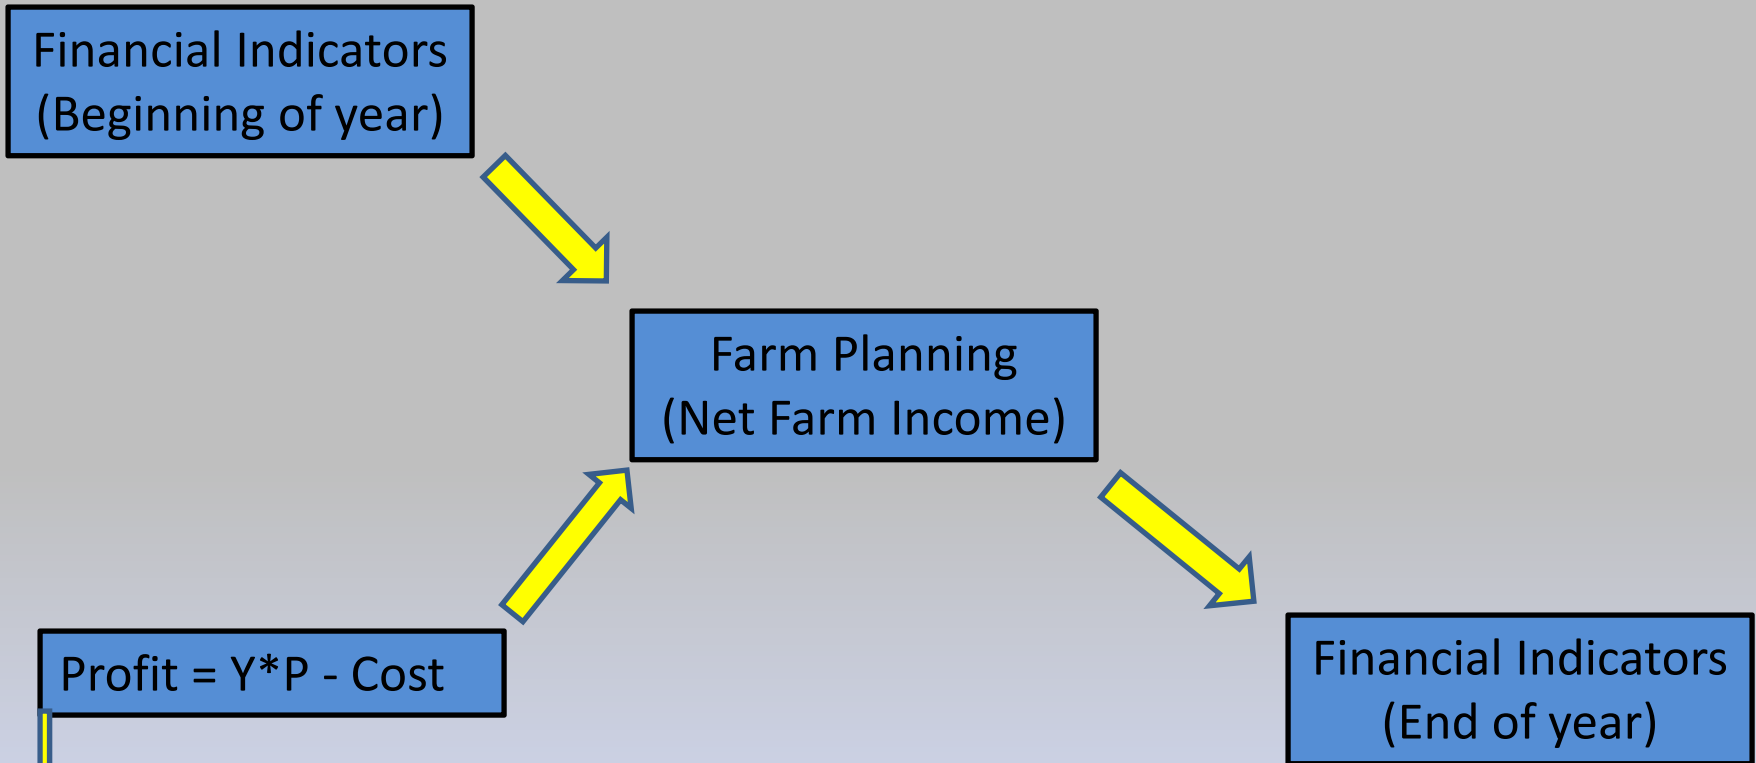 Financial Indicators
(Beginning of year)
Farm Planning
(Net Farm Income)
Profit = Y*P - Cost
Financial Indicators
(End of year)